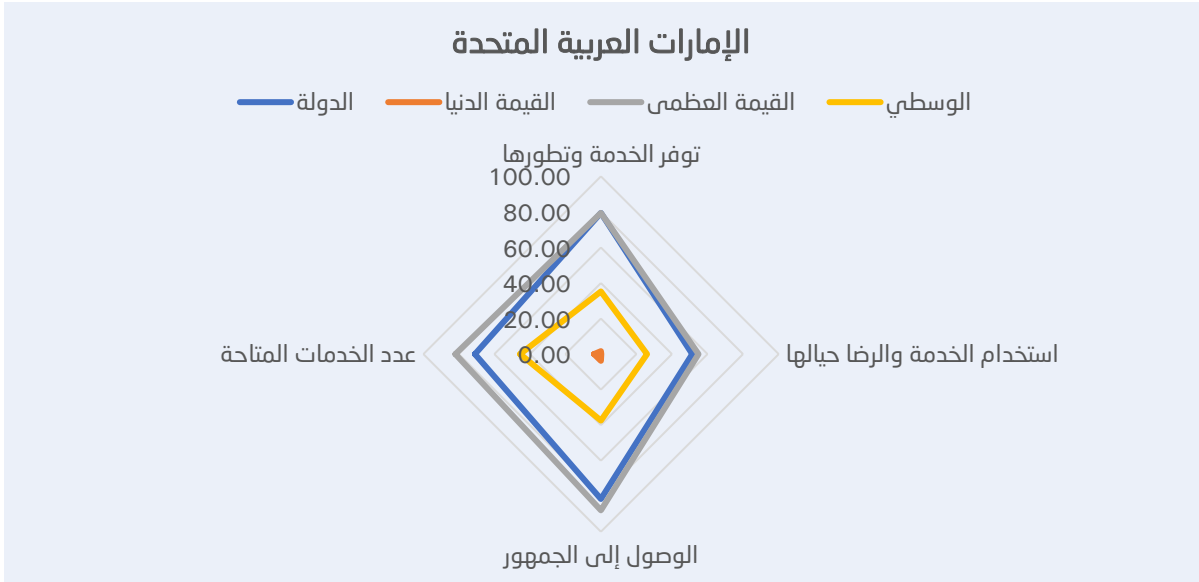 الإمارات العربية المتحدة
الدولة القيمة الدنيا القيمة العظمى الوسطي
توفر الخدمة وتطورها
100.00
80.00
60.00
40.00
20.00
0.00
عدد الخدمات المتاحة
استخدام الخدمة والرضا حيالها
الوصول إلى الجمهور